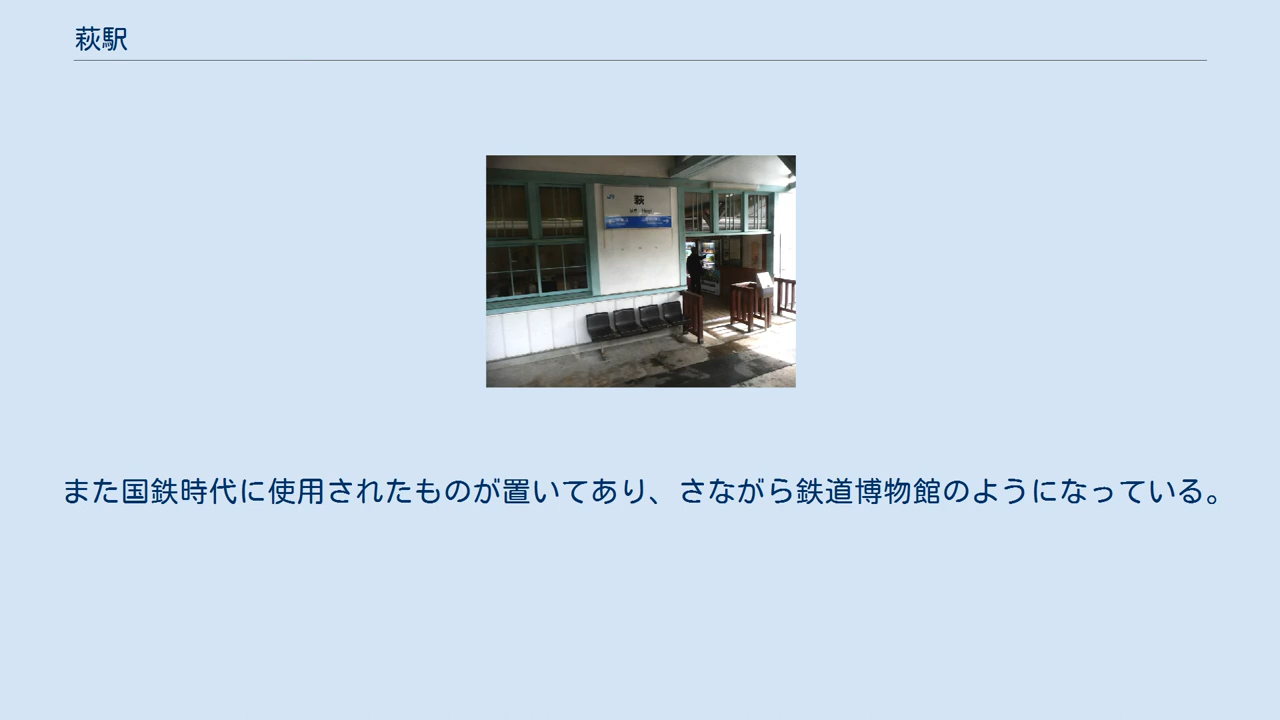 萩駅
JR
萩
また国鉄時代に使用されたものが置いてあり、さながら鉄道博物館のようになっている。